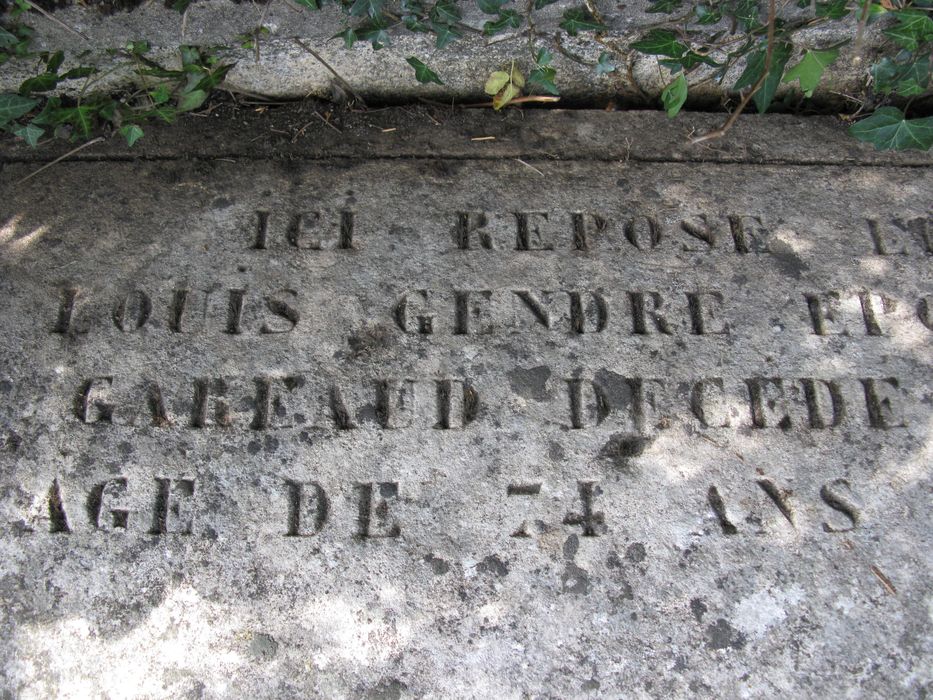 ICI REPOSE
LOUIS GENDRE
GAREAUD DECEDE
AGE DE 74 ANS